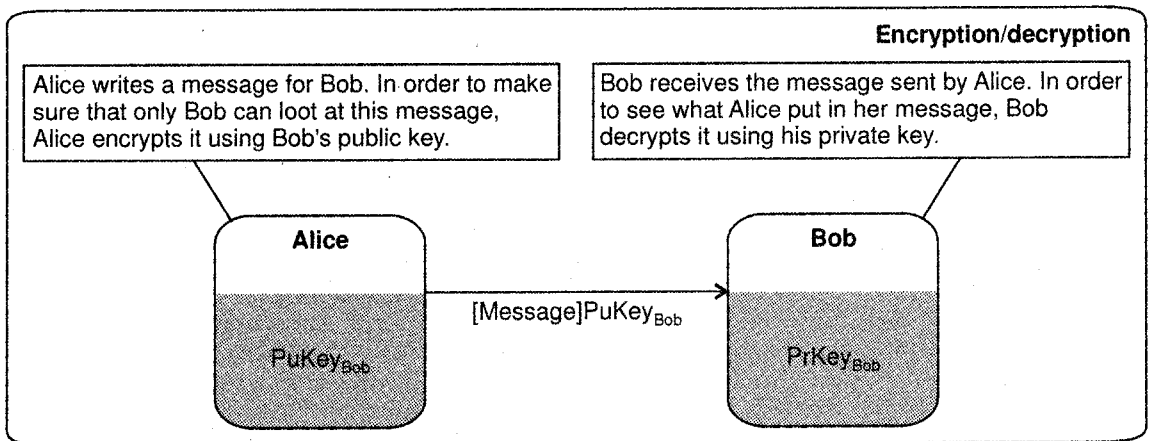 Encryption/decryption
Alice writes a message for Bob. In order to make
sure that only Bob can loot at this message,
Alice encrypts it using Bob's public key.
Bob receives the message sent by Alice. In order
to see what Alice put in her message, Bob
decrypts it using his private key.
Alice
Bob
[Message]PuKeyBob
PuKeyBob
PrKeyBob